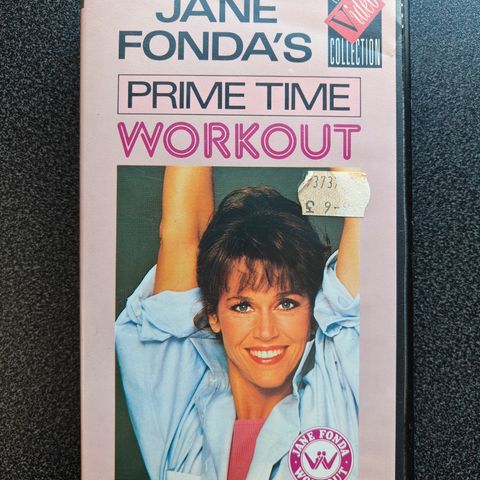 JANE
FONDA'S
Video
COLLECTION
PRIME TIME
WORKOUT
£ 9-
JANE FONDA
WORKOUT